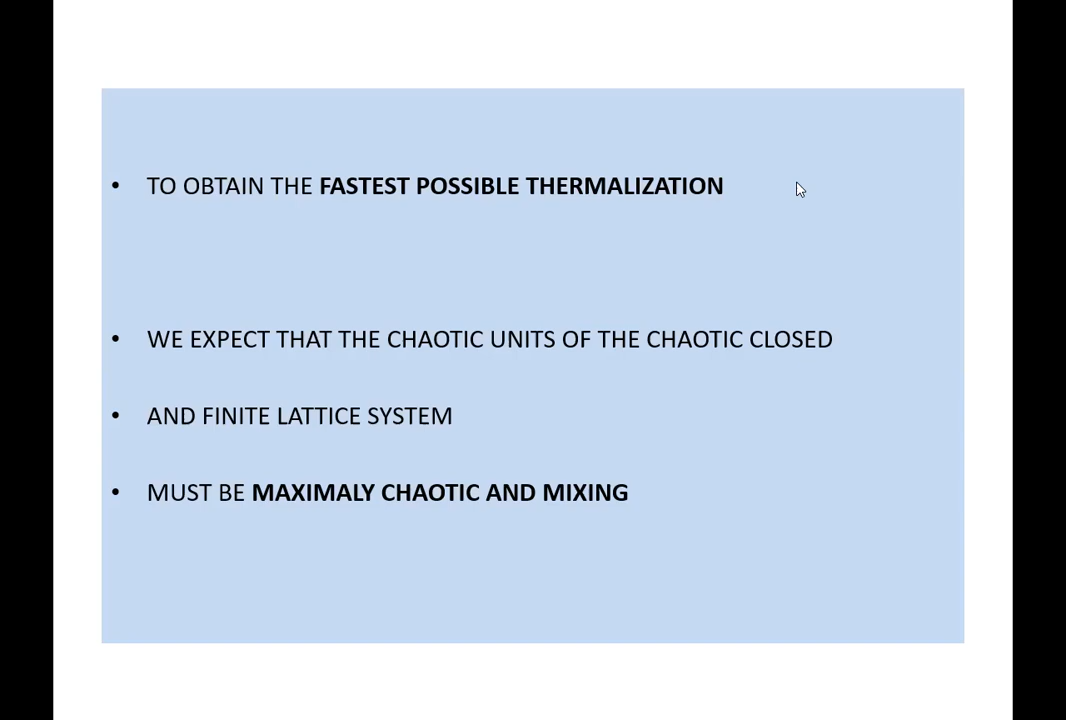 • TO OBTAIN THE FASTEST POSSIBLE THERMALIZATION
• WE EXPECT THAT THE CHAOTIC UNITS OF THE CHAOTIC CLOSED
• AND FINITE LATTICE SYSTEM
• MUST BE MAXIMALY CHAOTIC AND MIXING